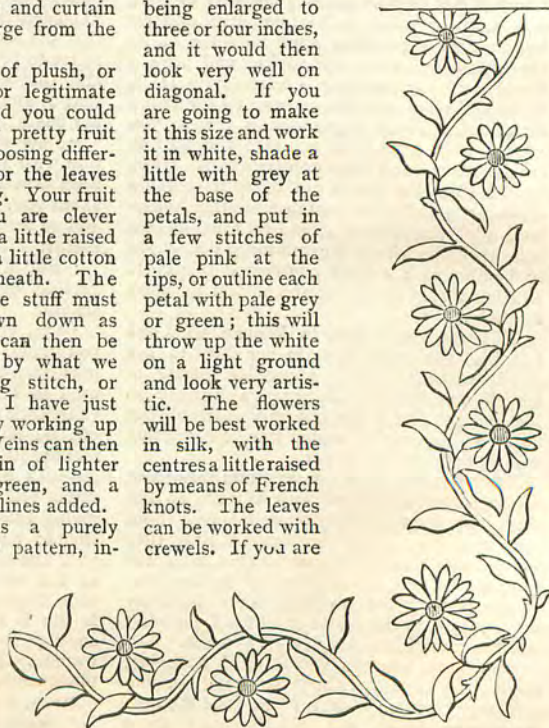 and curtain
rge from the
of plush, or
or legitimate
d you could
pretty fruit
oosing differ-
or the leaves
g. Your fruit
u are clever
a little raised
a little cotton
neath. The
e stuff must
wn down as
can then be
by what we
g stitch, or
I have just
y working up
Veins can then
in of lighter
green, and a
lines added.
s a purely
pattern, in-
being enlarged to
three or four inches,
and it would then
look very well on
diagonal. If you
are going to make
it this size and work
it in white, shade a
little with grey at
the base of the
petals, and put in
a few stitches of
pale pink at the
tips, or outline each
petal with pale grey
or green; this will
throw up the white
on a light ground
and look very artis-
tic. The flowers
will be best worked
in silk, with the
centres a little raised
by means of French
knots. The leaves
can be worked with
crewels. If you are